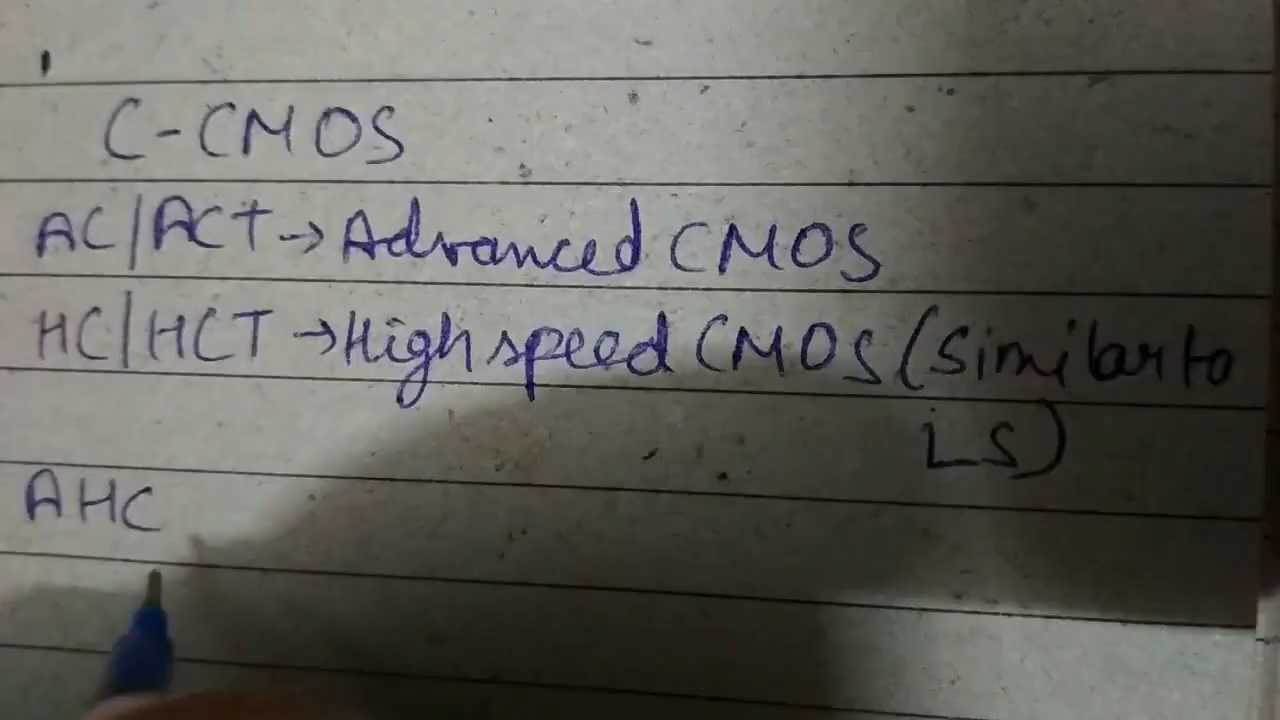 C-CMOS
AC/ACT→Advanced CMOS
HC/HCT→High speed CMOS (Similar to
LS)
AHC